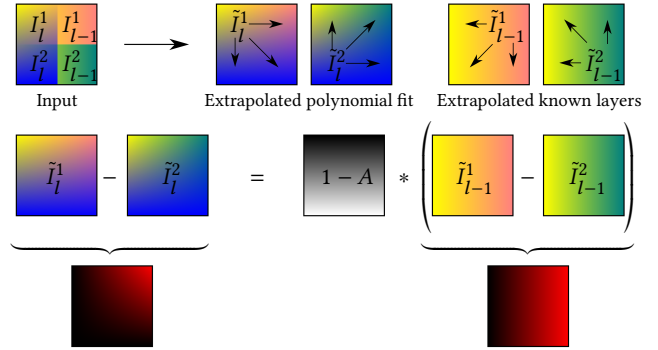 I_l^1 I_{l-1}^1 Ĩ_l^1 Ĩ_{l-1}^1
I_l^2 I_{l-1}^2 Ĩ_l^2 Ĩ_{l-1}^2
Input Extrapolated polynomial fit Extrapolated known layers
Ĩ_l^1 − Ĩ_l^2 = 1 − A * ( Ĩ_{l-1}^1 − Ĩ_{l-1}^2 )